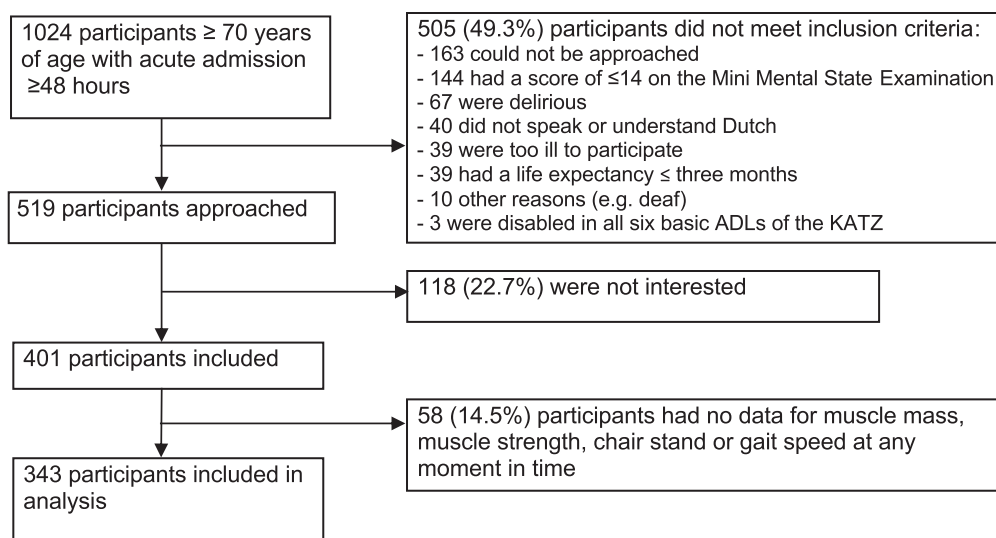 1024 participants ≥ 70 years
of age with acute admission
≥48 hours
505 (49.3%) participants did not meet inclusion criteria:
- 163 could not be approached
- 144 had a score of ≤14 on the Mini Mental State Examination
- 67 were delirious
- 40 did not speak or understand Dutch
- 39 were too ill to participate
- 39 had a life expectancy ≤ three months
- 10 other reasons (e.g. deaf)
- 3 were disabled in all six basic ADLs of the KATZ
519 participants approached
118 (22.7%) were not interested
401 participants included
58 (14.5%) participants had no data for muscle mass,
muscle strength, chair stand or gait speed at any
moment in time
343 participants included in
analysis